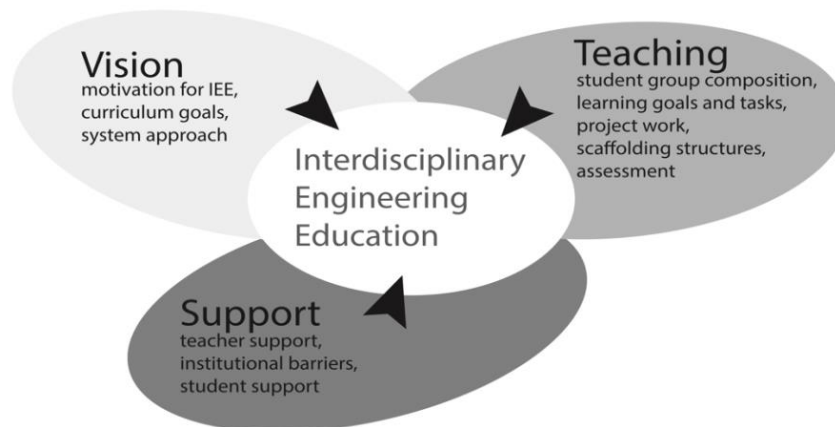 Vision
motivation for IEE,
curriculum goals,
system approach
Teaching
student group composition,
learning goals and tasks,
project work,
scaffolding structures,
assessment
Interdisciplinary
Engineering
Education
Support
teacher support,
institutional barriers,
student support